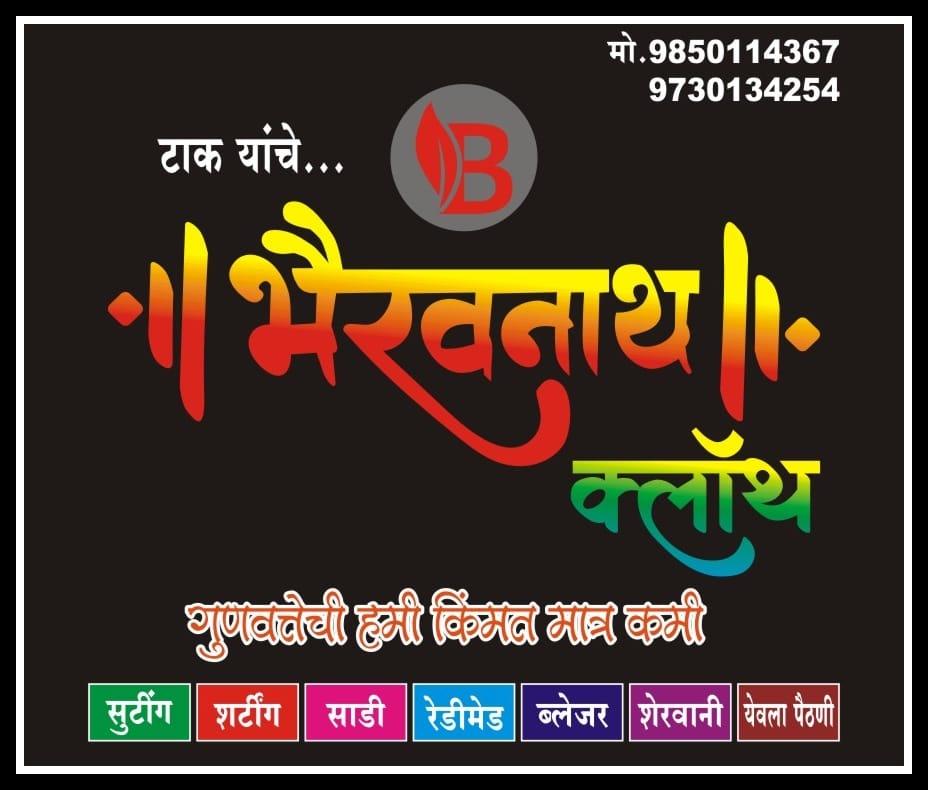 मो.9850114367
9730134254
टाक यांचे...
B
॥ भैरवनाथ ॥
क्लॉथ
गुणवत्तेची हमी किंमत मात्र कमी
सुटींग शर्टींग साडी रेडीमेड ब्लेजर शेरवानी येवला पैठणी